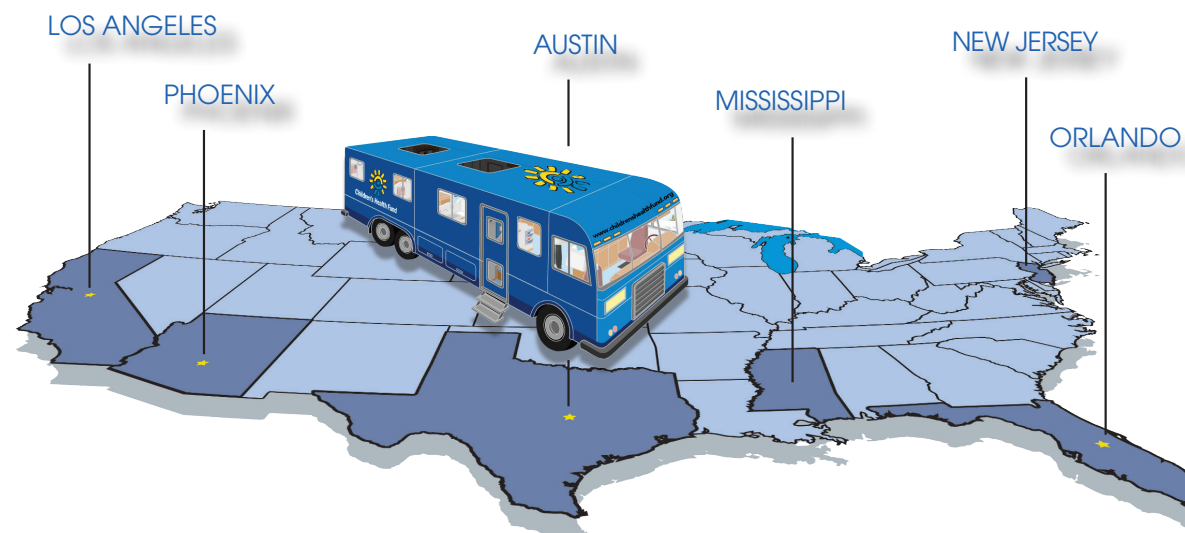 LOS ANGELES
AUSTIN
NEW JERSEY
PHOENIX
MISSISSIPPI
ORLANDO
Children's Health Fund
www.childrenshealthfund.org